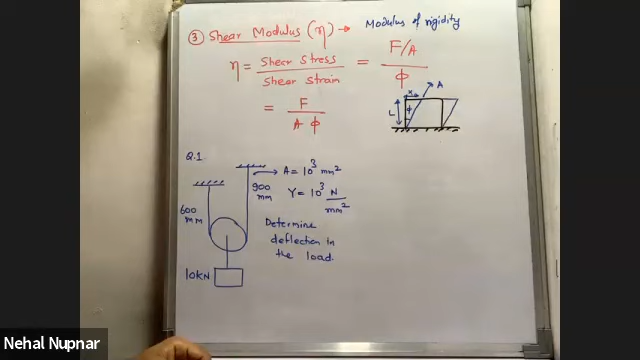 ③ Shear Modulus (η) → Modulus of rigidity
η = Shear Stress / Shear Strain = F/A / ϕ
= F / A ϕ
A
x
L
ϕ
Q.1
A = 10³ mm²
900 mm
Y = 10³ N/mm²
600 mm
Determine
deflection in
the load.
10kN
Nehal Nupnar